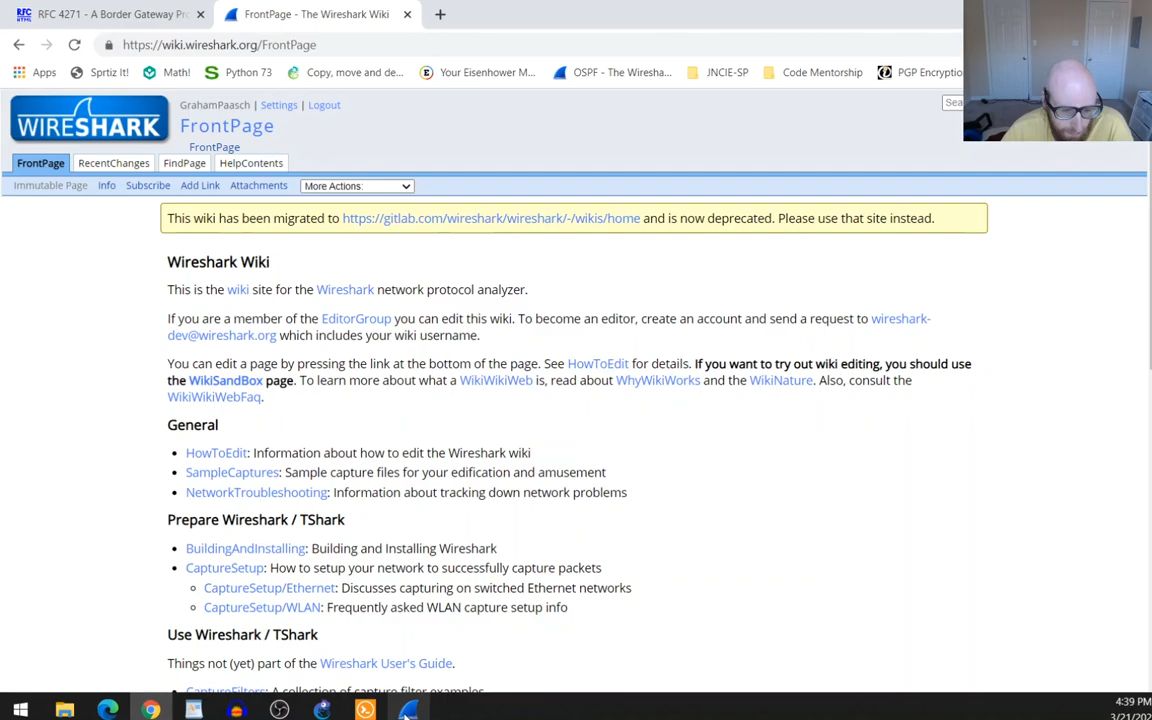 RFC 4271 - A Border Gateway Pro
FrontPage - The Wireshark Wiki
https://wiki.wireshark.org/FrontPage
Apps
Sprtiz It!
Math!
Python 73
Copy, move and de...
Your Eisenhower M...
OSPF - The Wiresha...
JNCIE-SP
Code Mentorship
PGP Encryptio
WIRESHARK
GrahamPaasch | Settings | Logout
Sea
FrontPage
FrontPage
FrontPage
RecentChanges
FindPage
HelpContents
Immutable Page
Info
Subscribe
Add Link
Attachments
More Actions:
This wiki has been migrated to https://gitlab.com/wireshark/wireshark/-/wikis/home and is now deprecated. Please use that site instead.
Wireshark Wiki
This is the wiki site for the Wireshark network protocol analyzer.
If you are a member of the EditorGroup you can edit this wiki. To become an editor, create an account and send a request to wireshark-
dev@wireshark.org which includes your wiki username.
You can edit a page by pressing the link at the bottom of the page. See HowToEdit for details. If you want to try out wiki editing, you should use
the WikiSandBox page. To learn more about what a WikiWikiWeb is, read about WhyWikiWorks and the WikiNature. Also, consult the
WikiWikiWebFaq.
General
• HowToEdit: Information about how to edit the Wireshark wiki
• SampleCaptures: Sample capture files for your edification and amusement
• NetworkTroubleshooting: Information about tracking down network problems
Prepare Wireshark / TShark
• BuildingAndInstalling: Building and Installing Wireshark
• CaptureSetup: How to setup your network to successfully capture packets
◦ CaptureSetup/Ethernet: Discusses capturing on switched Ethernet networks
◦ CaptureSetup/WLAN: Frequently asked WLAN capture setup info
Use Wireshark / TShark
Things not (yet) part of the Wireshark User's Guide.
• CaptureFilters: A collection of capture filter examples
4:39 PM
3/21/202